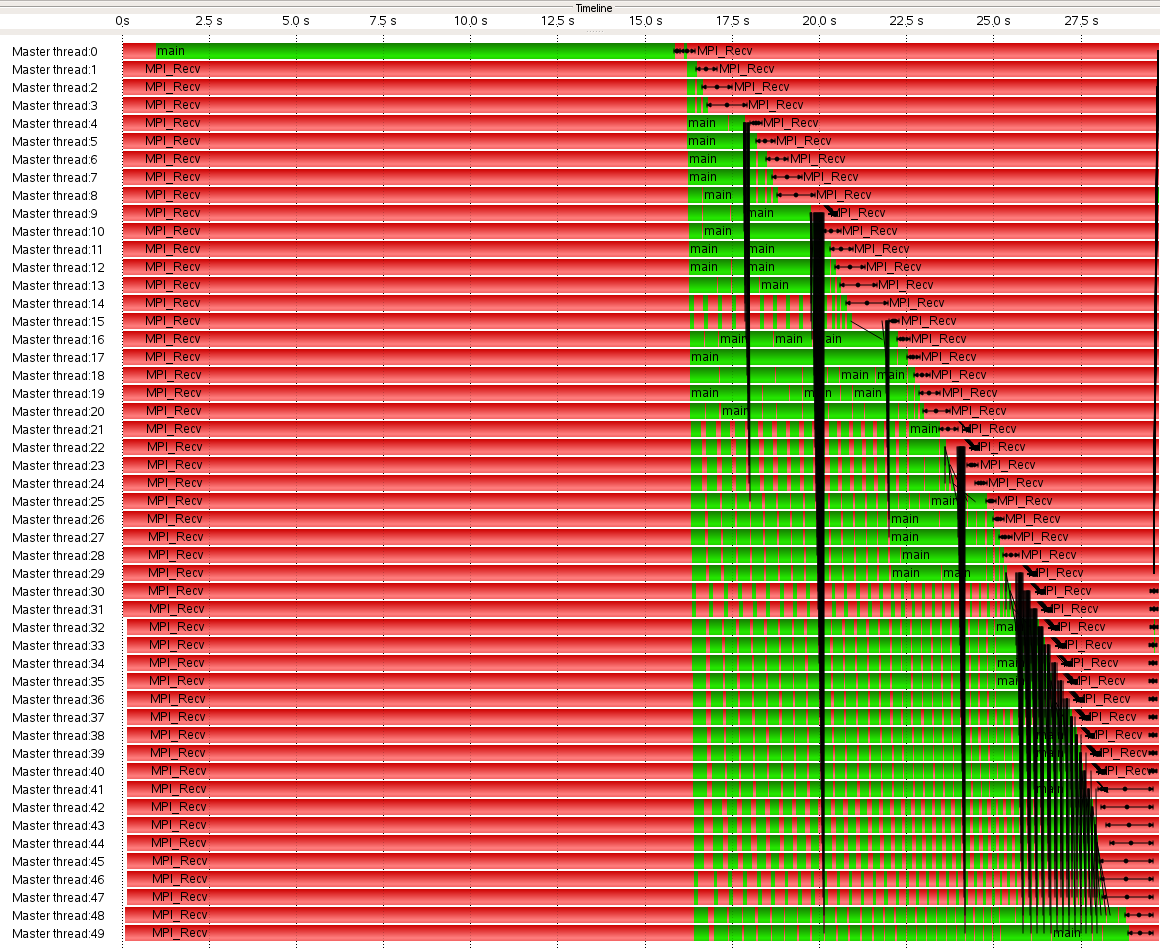 Timeline
0s 2.5 s 5.0 s 7.5 s 10.0 s 12.5 s 15.0 s 17.5 s 20.0 s 22.5 s 25.0 s 27.5 s
Master thread:0 main MPI_Recv
Master thread:1 MPI_Recv MPI_Recv
Master thread:2 MPI_Recv MPI_Recv
Master thread:3 MPI_Recv MPI_Recv
Master thread:4 MPI_Recv main MPI_Recv
Master thread:5 MPI_Recv main MPI_Recv
Master thread:6 MPI_Recv main MPI_Recv
Master thread:7 MPI_Recv main MPI_Recv
Master thread:8 MPI_Recv main MPI_Recv
Master thread:9 MPI_Recv main MPI_Recv
Master thread:10 MPI_Recv main MPI_Recv
Master thread:11 MPI_Recv main main MPI_Recv
Master thread:12 MPI_Recv main main MPI_Recv
Master thread:13 MPI_Recv main MPI_Recv
Master thread:14 MPI_Recv MPI_Recv
Master thread:15 MPI_Recv MPI_Recv
Master thread:16 MPI_Recv main main main MPI_Recv
Master thread:17 MPI_Recv main MPI_Recv
Master thread:18 MPI_Recv main main MPI_Recv
Master thread:19 MPI_Recv main main main MPI_Recv
Master thread:20 MPI_Recv main MPI_Recv
Master thread:21 MPI_Recv main MPI_Recv
Master thread:22 MPI_Recv MPI_Recv
Master thread:23 MPI_Recv MPI_Recv
Master thread:24 MPI_Recv MPI_Recv
Master thread:25 MPI_Recv main MPI_Recv
Master thread:26 MPI_Recv main MPI_Recv
Master thread:27 MPI_Recv main MPI_Recv
Master thread:28 MPI_Recv main MPI_Recv
Master thread:29 MPI_Recv main main MPI_Recv
Master thread:30 MPI_Recv MPI_Recv
Master thread:31 MPI_Recv MPI_Recv
Master thread:32 MPI_Recv main MPI_Recv
Master thread:33 MPI_Recv MPI_Recv
Master thread:34 MPI_Recv main MPI_Recv
Master thread:35 MPI_Recv main MPI_Recv
Master thread:36 MPI_Recv MPI_Recv
Master thread:37 MPI_Recv MPI_Recv
Master thread:38 MPI_Recv MPI_Recv
Master thread:39 MPI_Recv main MPI_Recv
Master thread:40 MPI_Recv MPI_Recv
Master thread:41 MPI_Recv main
Master thread:42 MPI_Recv
Master thread:43 MPI_Recv
Master thread:44 MPI_Recv
Master thread:45 MPI_Recv
Master thread:46 MPI_Recv
Master thread:47 MPI_Recv
Master thread:48 MPI_Recv
Master thread:49 MPI_Recv main